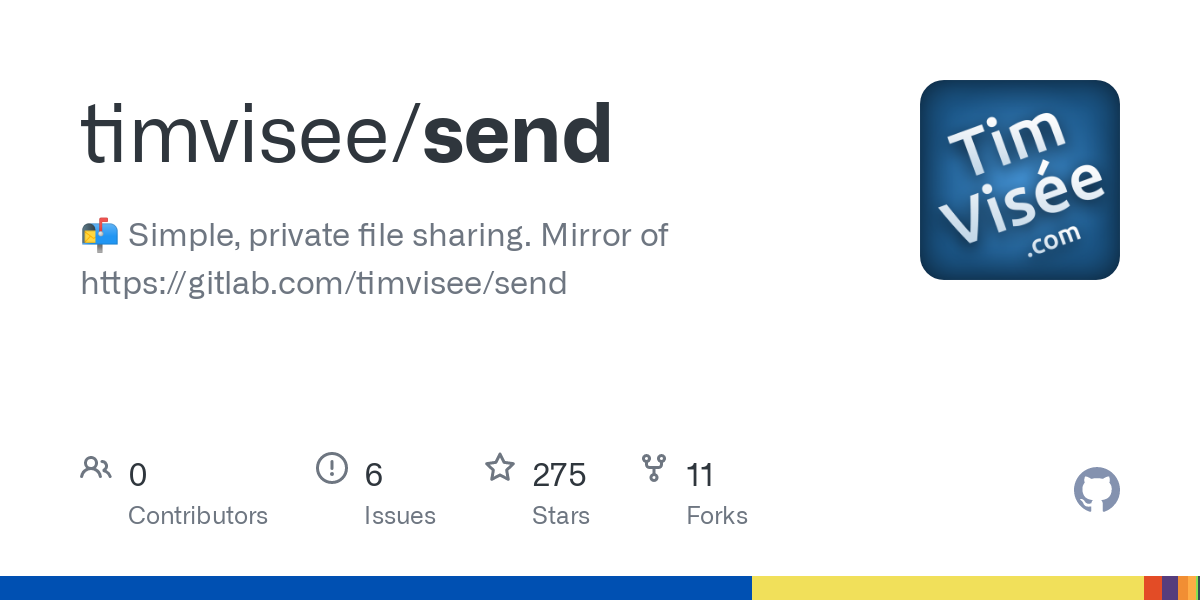 timvisee/send
📬 Simple, private file sharing. Mirror of
https://gitlab.com/timvisee/send
Tim
Visée
.com
0
Contributors
6
Issues
275
Stars
11
Forks